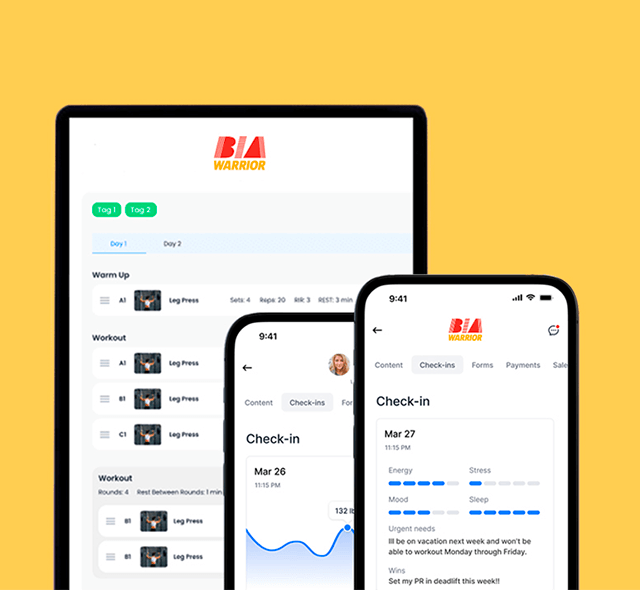 BIA
WARRIOR
Tag 1 Tag 2
Day 1 Day 2
Warm Up
A1 Leg Press Sets: 4 Reps: 20 RIR: 3 REST: 3 min
Workout
A1 Leg Press
B1 Leg Press
C1 Leg Press
Workout
Rounds: 4 Rest Between Rounds: 1 min
B1 Leg Press
B1 Leg Press
9:41
Content Check-ins
Check-in
Mar 26
11:15 PM
132
9:41
BIA
WARRIOR
Content Check-ins Forms Payments Sale
Check-in
Mar 27
11:15 PM
Energy Stress
Mood Sleep
Urgent needs
Ill be on vacation next week and won't be
able to workout Monday through Friday.
Wins
Set my PR in deadlift this week!!